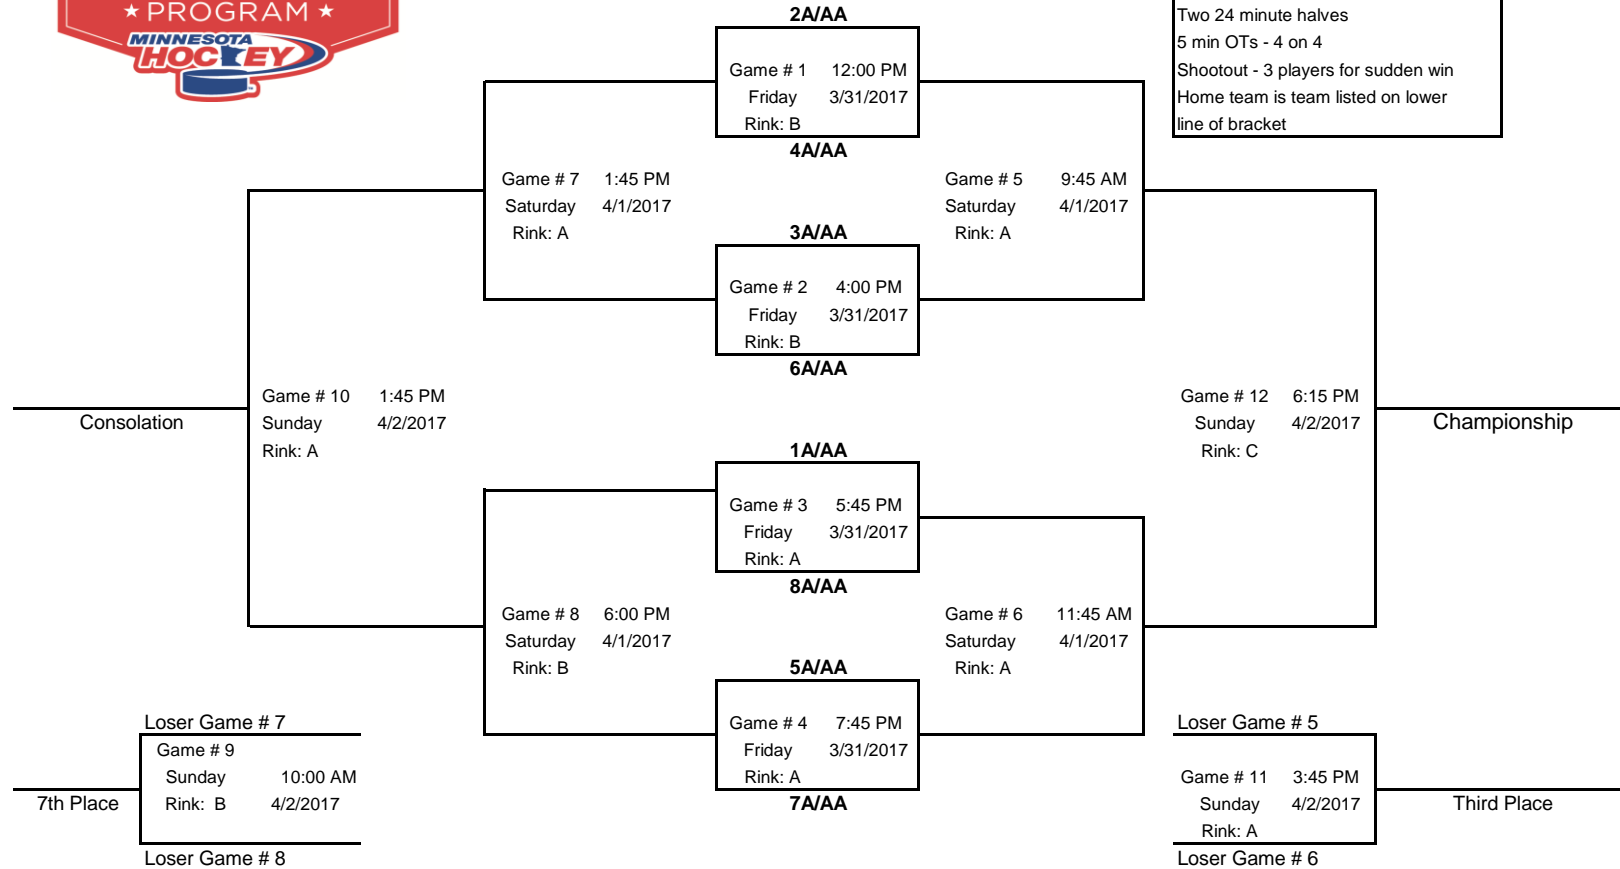 ★ PROGRAM ★
MINNESOTA
HOCKEY
Two 24 minute halves
5 min OTs - 4 on 4
Shootout - 3 players for sudden win
Home team is team listed on lower
line of bracket
2A/AA
Game # 1 12:00 PM
Friday 3/31/2017
Rink: B
4A/AA
Game # 7 1:45 PM
Saturday 4/1/2017
Rink: A
Game # 5 9:45 AM
Saturday 4/1/2017
Rink: A
3A/AA
Game # 2 4:00 PM
Friday 3/31/2017
Rink: B
6A/AA
Game # 10 1:45 PM
Sunday 4/2/2017
Rink: A
Consolation
Game # 12 6:15 PM
Sunday 4/2/2017
Rink: C
Championship
1A/AA
Game # 3 5:45 PM
Friday 3/31/2017
Rink: A
8A/AA
Game # 8 6:00 PM
Saturday 4/1/2017
Rink: B
Game # 6 11:45 AM
Saturday 4/1/2017
Rink: A
5A/AA
Game # 4 7:45 PM
Friday 3/31/2017
Rink: A
7A/AA
Loser Game # 7
Game # 9
Sunday 10:00 AM
Rink: B 4/2/2017
7th Place
Loser Game # 8
Loser Game # 5
Game # 11 3:45 PM
Sunday 4/2/2017
Rink: A
Third Place
Loser Game # 6